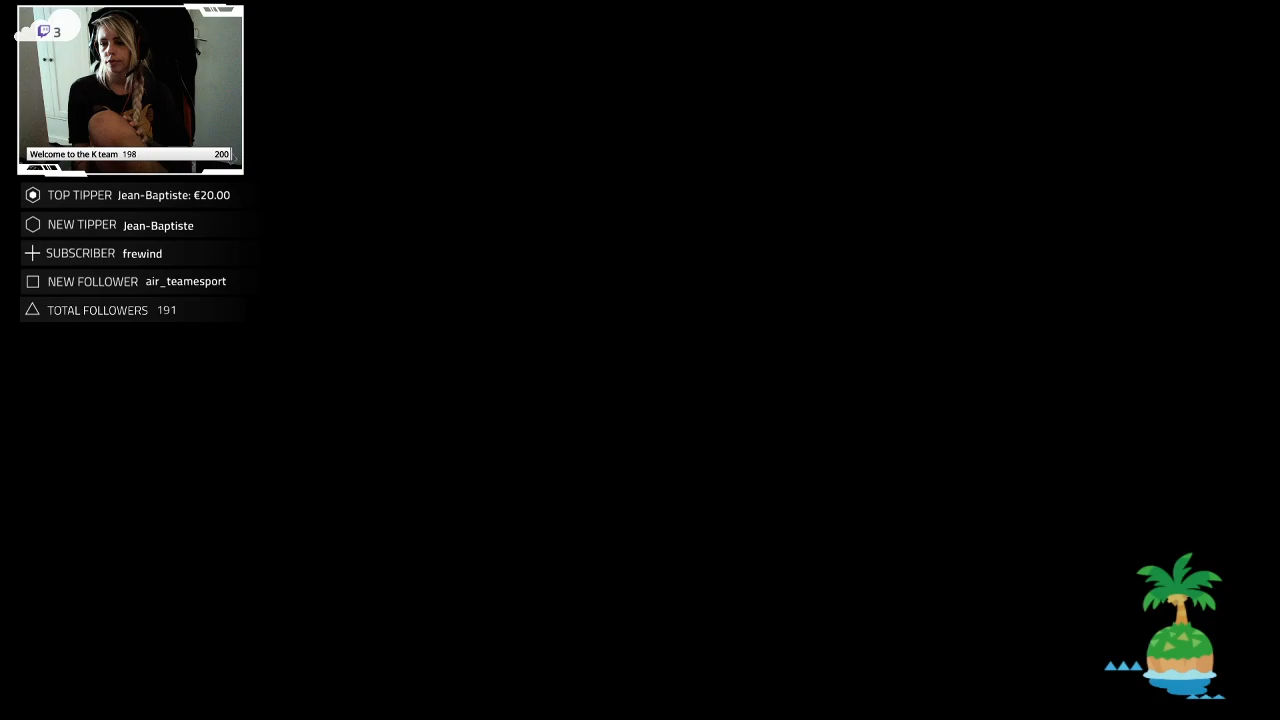 3
Welcome to the K team 198 200
TOP TIPPER Jean-Baptiste: €20.00
NEW TIPPER Jean-Baptiste
SUBSCRIBER frewind
NEW FOLLOWER air_teamesport
TOTAL FOLLOWERS 191